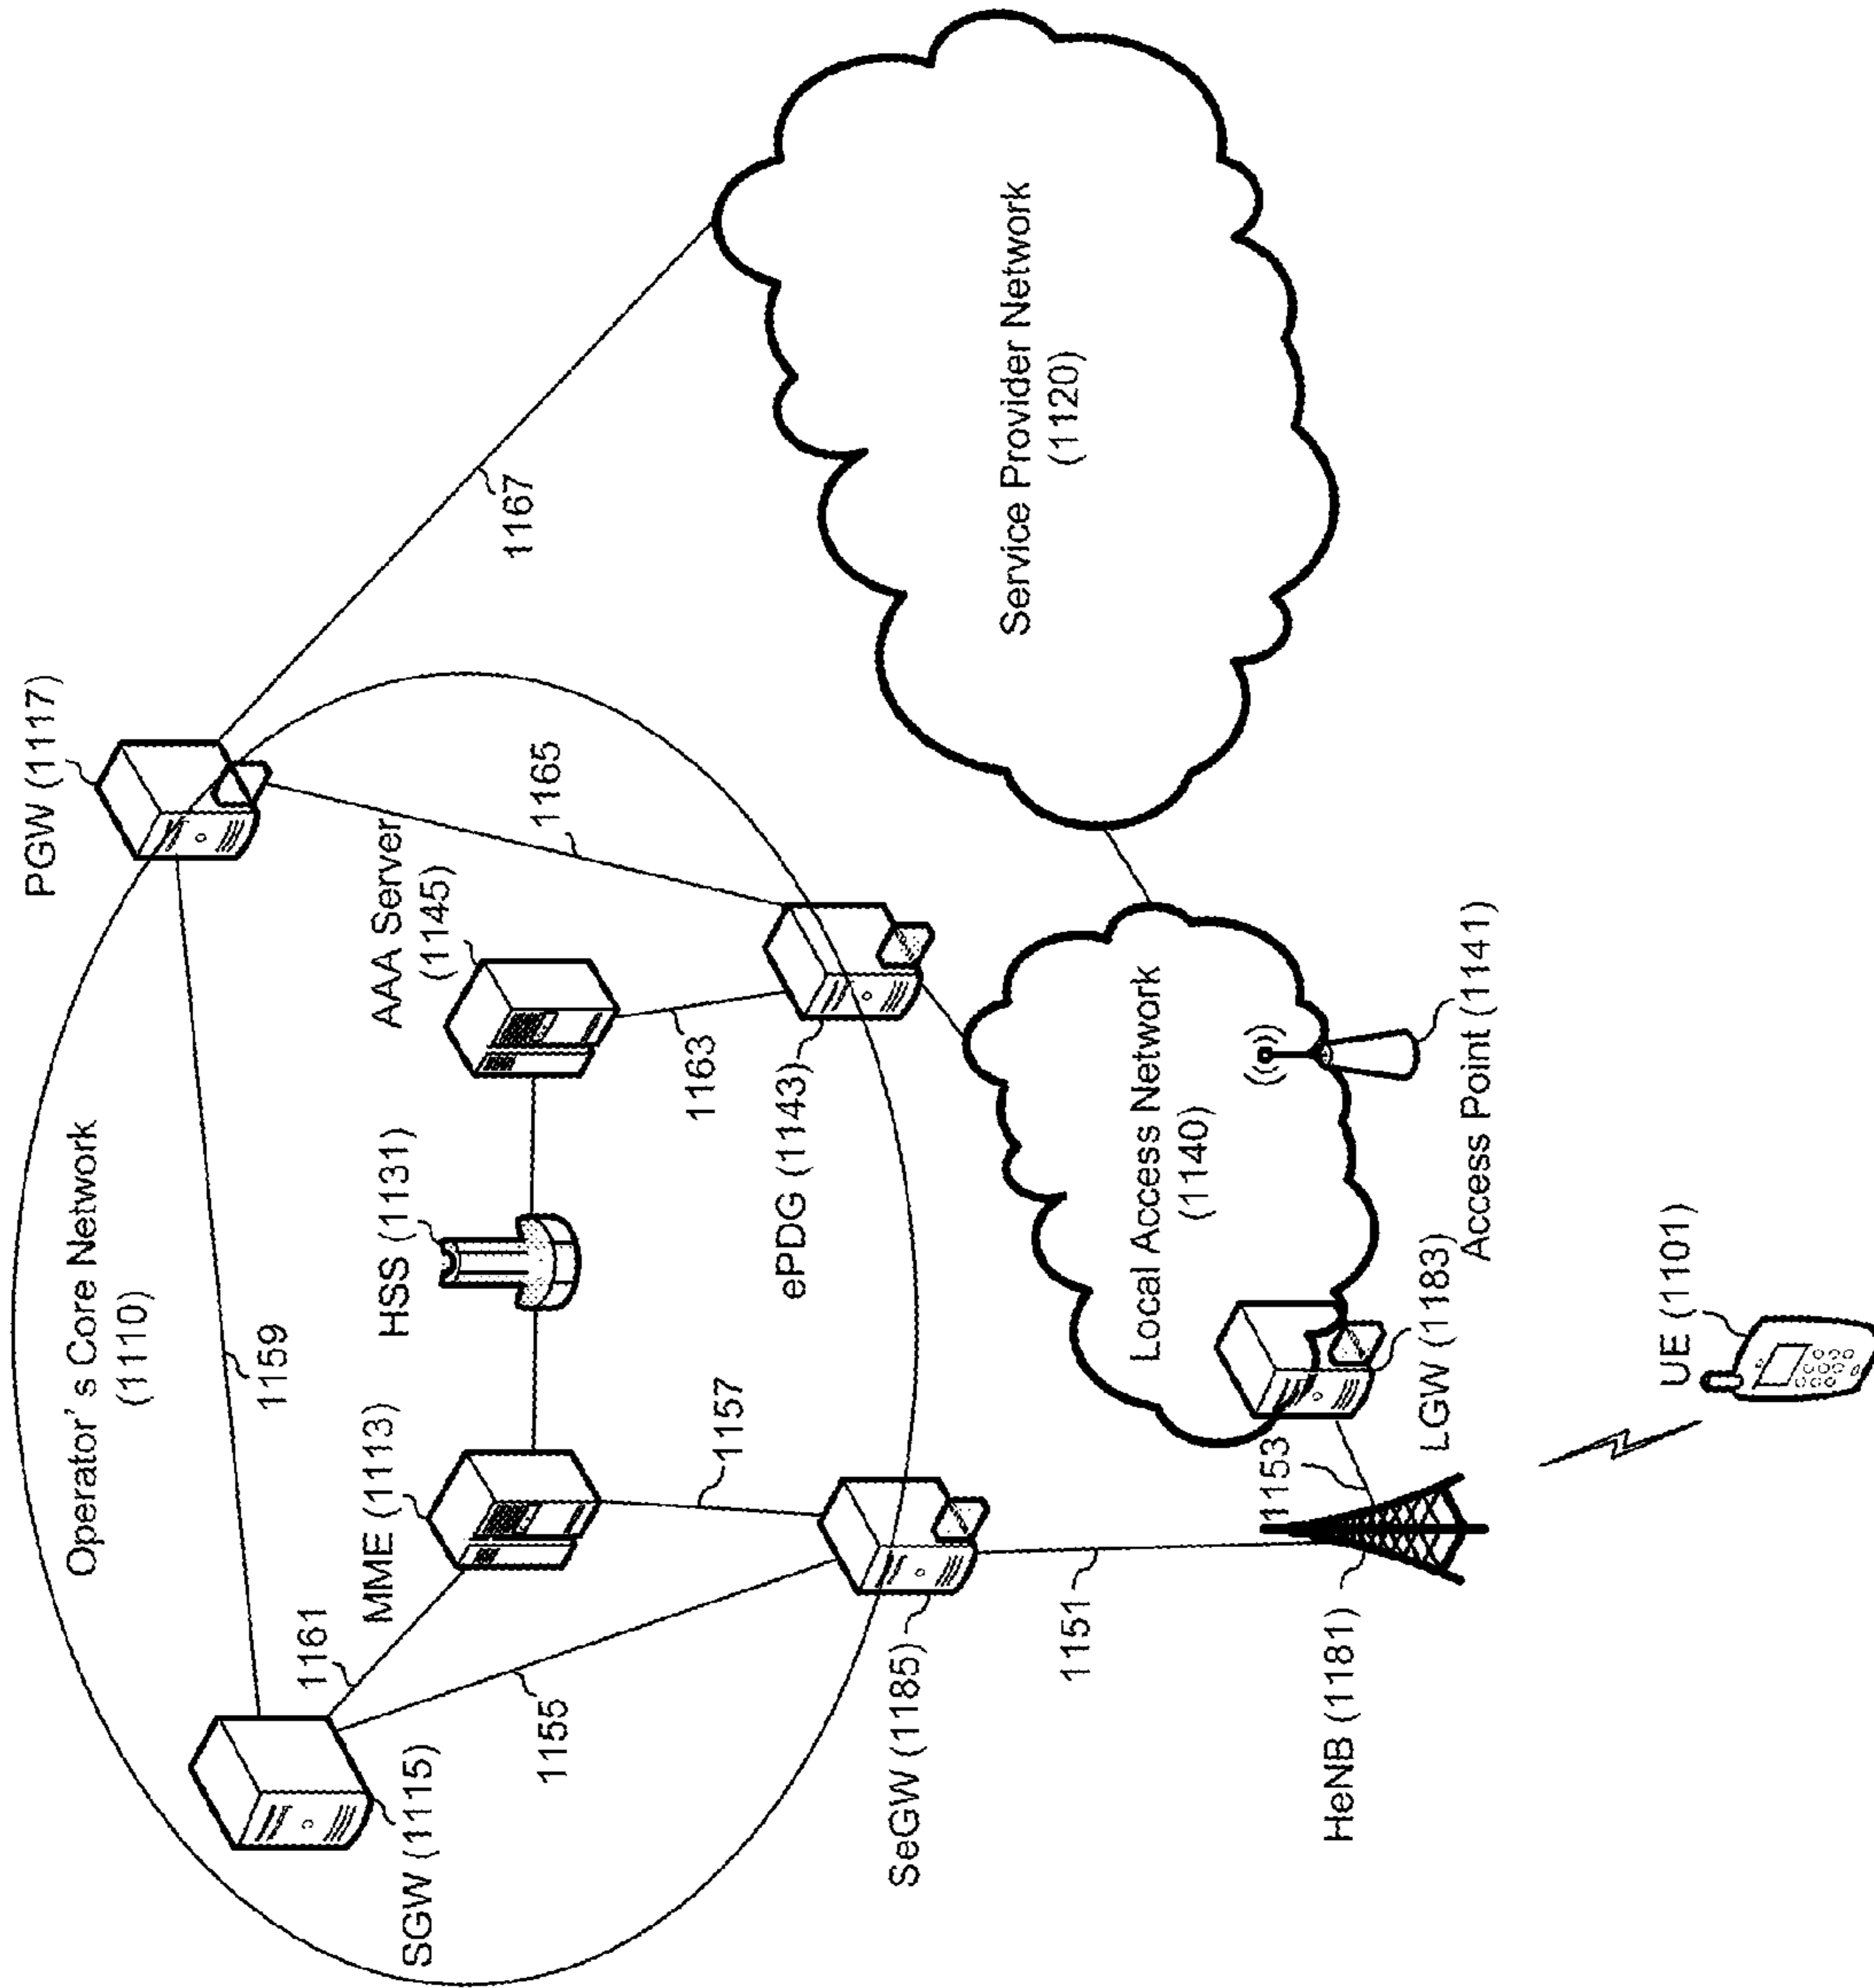 Operator's Core Network
(1110)
PGW (1117)
SGW (1115)
1159
1161
MME (1113)
HSS (1131)
AAA Server
(1145)
1167
1155
1157
1163
1165
SeGW (1185)
ePDG (1143)
Service Provider Network
(1120)
1151
Local Access Network
(1140)
HeNB (1181)
1153
LGW (1183)
Access Point (1141)
UE (1101)